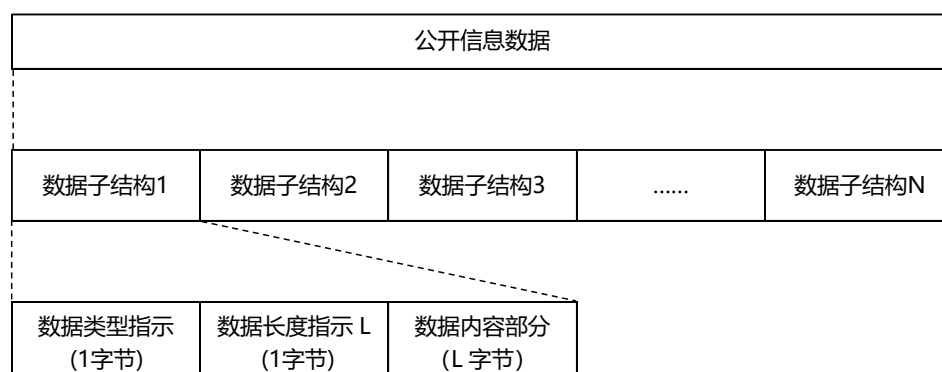 公开信息数据
数据子结构1
数据子结构2
数据子结构3
……
数据子结构N
数据类型指示
(1字节)
数据长度指示 L
(1字节)
数据内容部分
(L 字节)